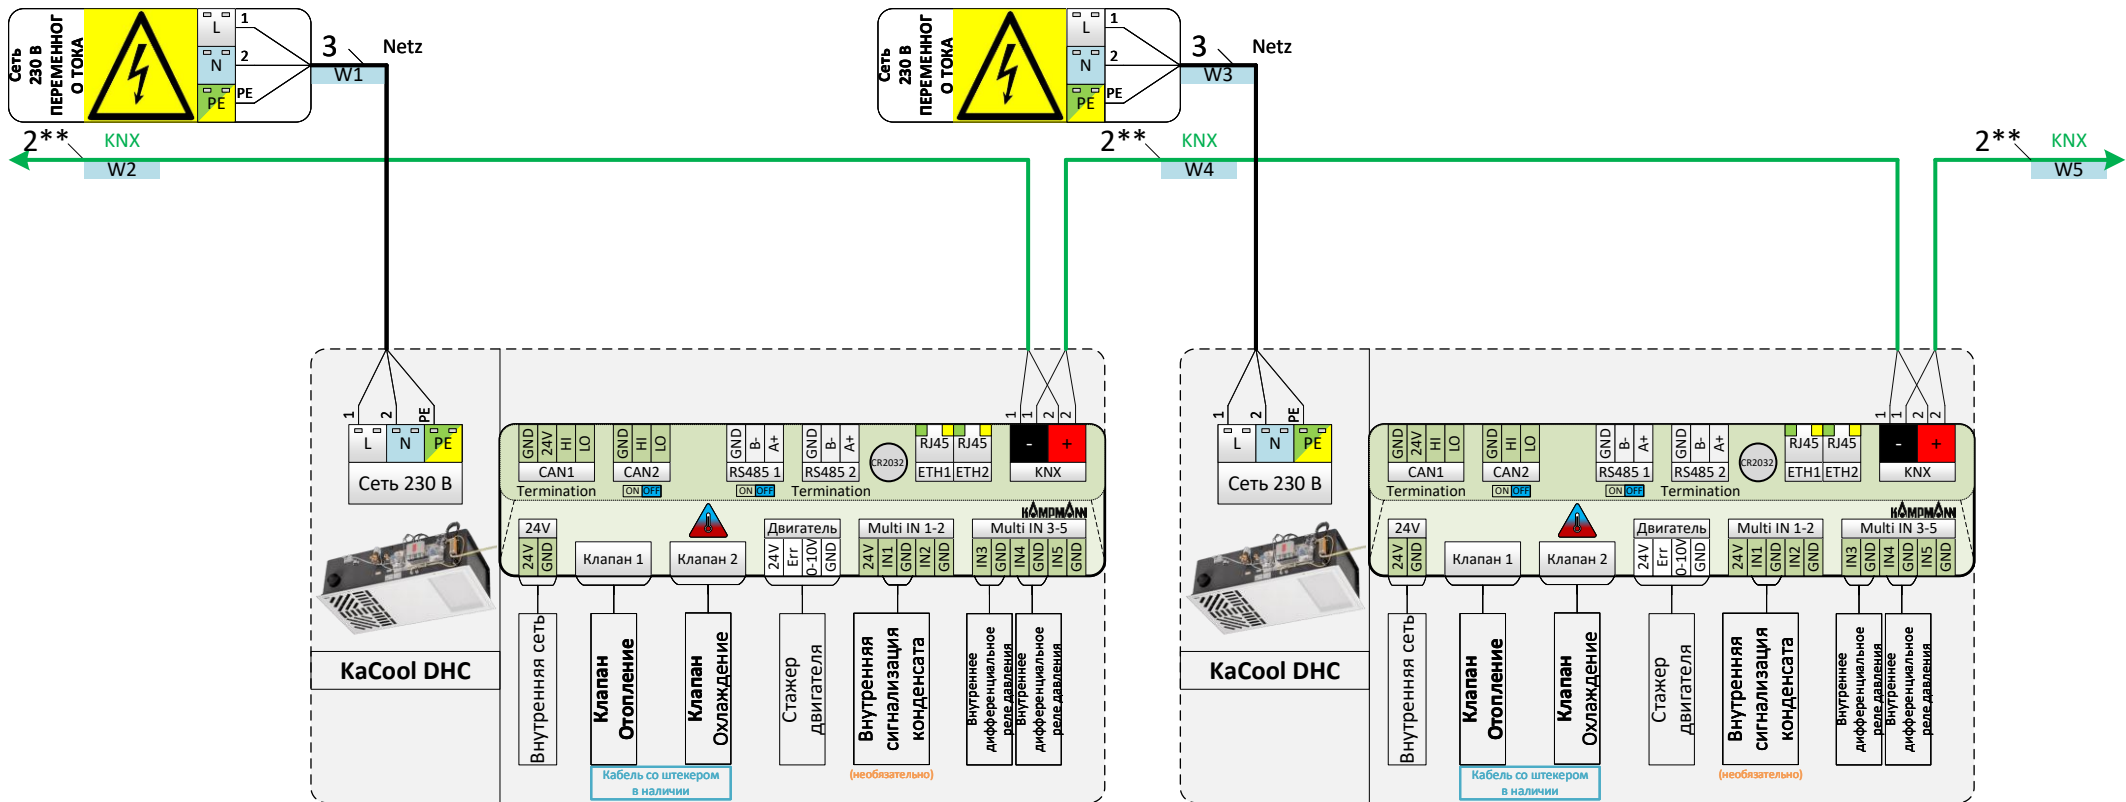 Сеть
230 В
ПЕРЕМЕННОГ
О ТОКА
L
N
PE
1
2
PE
3
Netz
W1
2**
KNX
W2
Сеть
230 В
ПЕРЕМЕННОГ
О ТОКА
L
N
PE
1
2
PE
3
Netz
W3
2**
KNX
W4
2**
KNX
W5
1
2
PE
L
N
PE
Сеть 230 В
KaCool DHC
1
1
2
2
GND
24V
HI
LO
CAN1
GND
HI
LO
CAN2
GND
B-
A+
RS485 1
GND
B-
A+
RS485 2
CR2032
RJ45
RJ45
ETH1
ETH2
-
+
KNX
Termination
ON
OFF
ON
OFF
Termination
KAMPMANN
24V
24V
GND
Клапан 1
Клапан 2
Двигатель
24V
Err
0-10V
GND
Multi IN 1-2
24V
IN1
GND
IN2
GND
Multi IN 3-5
IN3
GND
IN4
GND
IN5
GND
Внутренняя сеть
Клапан
Отопление
Клапан
Охлаждение
Стажер
двигателя
Внутренняя
сигнализация
конденсата
Внутреннее
дифференциальное
реле давления
Внутреннее
дифференциальное
реле давления
Кабель со штекером
в наличии
(необязательно)
1
2
PE
L
N
PE
Сеть 230 В
KaCool DHC
1
1
2
2
GND
24V
HI
LO
CAN1
GND
HI
LO
CAN2
GND
B-
A+
RS485 1
GND
B-
A+
RS485 2
CR2032
RJ45
RJ45
ETH1
ETH2
-
+
KNX
Termination
ON
OFF
ON
OFF
Termination
KAMPMANN
24V
24V
GND
Клапан 1
Клапан 2
Двигатель
24V
Err
0-10V
GND
Multi IN 1-2
24V
IN1
GND
IN2
GND
Multi IN 3-5
IN3
GND
IN4
GND
IN5
GND
Внутренняя сеть
Клапан
Отопление
Клапан
Охлаждение
Стажер
двигателя
Внутренняя
сигнализация
конденсата
Внутреннее
дифференциальное
реле давления
Внутреннее
дифференциальное
реле давления
Кабель со штекером
в наличии
(необязательно)